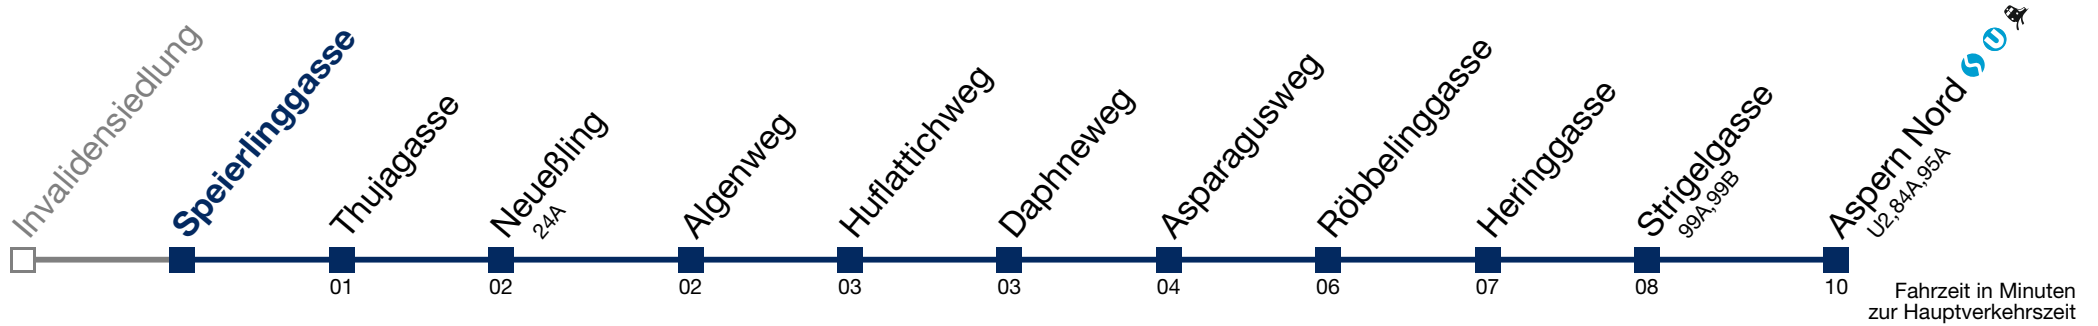 Invalidensiedlung
Speierlinggasse
Thujagasse
Neueßling
24A
Algenweg
Huflattichweg
Daphneweg
Asparagusweg
Röbbelinggasse
Heringgasse
Strigelgasse
99A,99B
Aspern Nord
U2,84A,95A
01 02 02 03 03 04 06 07 08 10
Fahrzeit in Minuten
zur Hauptverkehrszeit